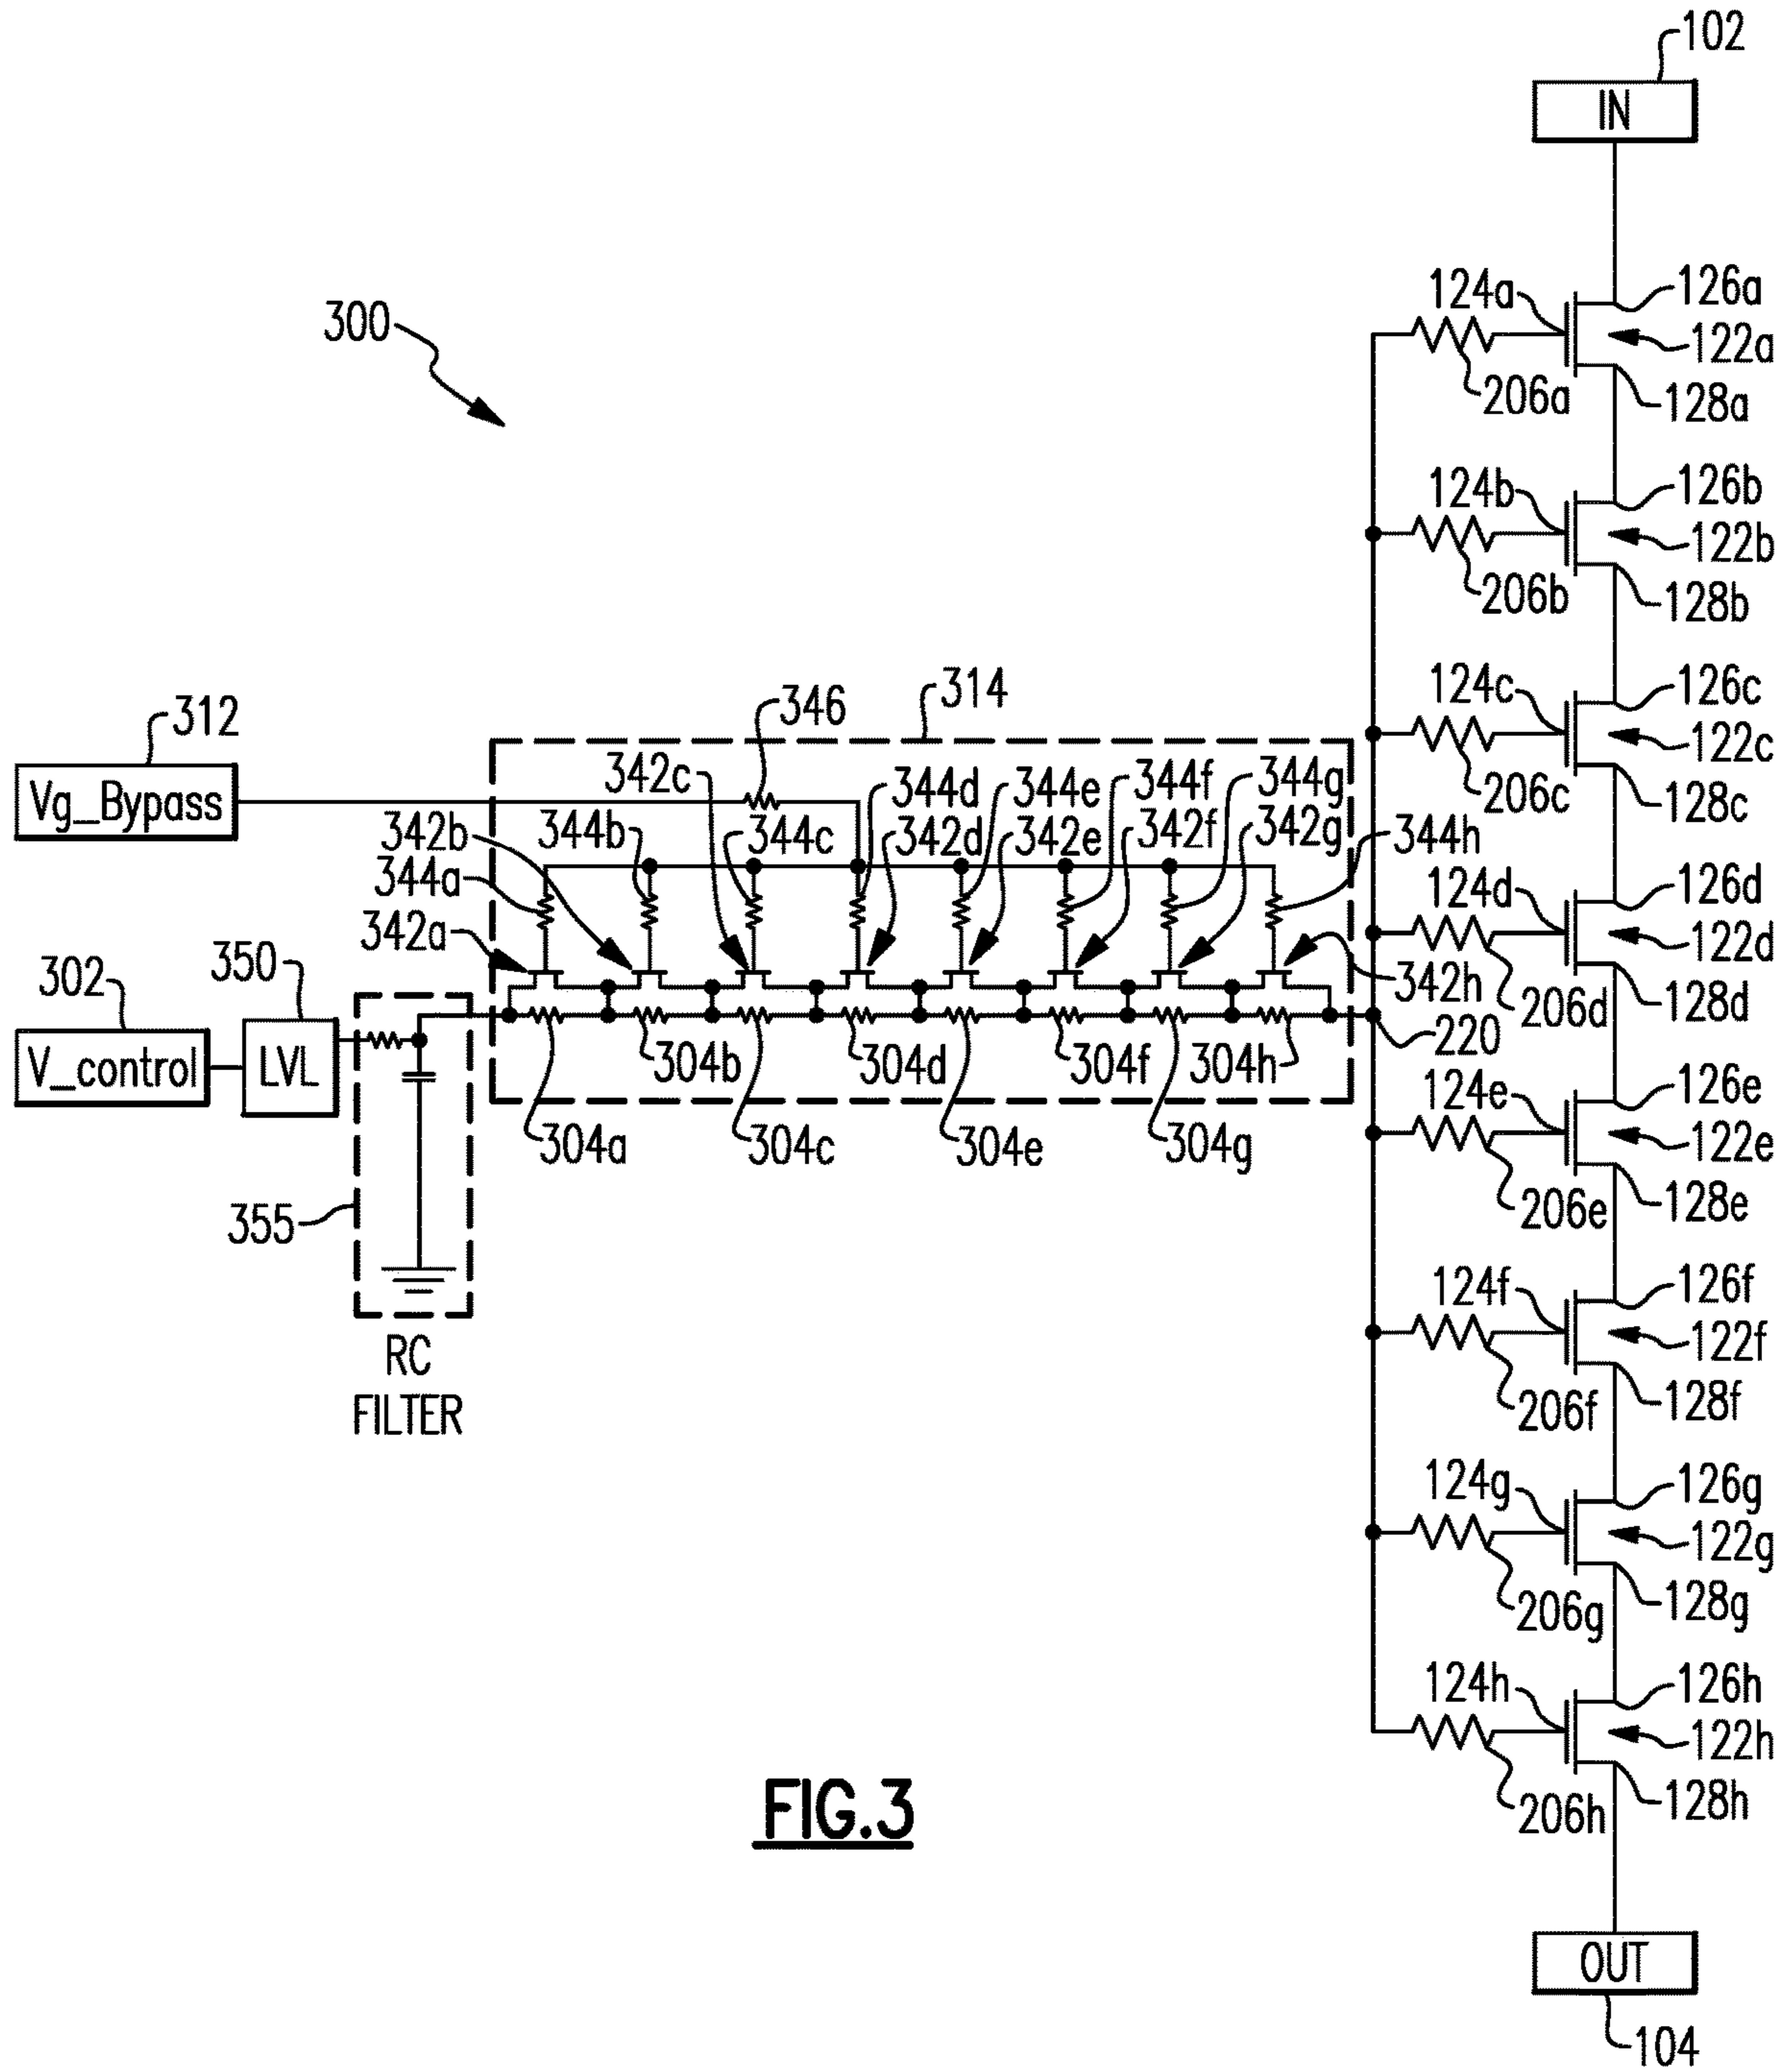 102
IN
300
124a
126a
122a
206a
128a
124b
126b
122b
206b
128b
124c
126c
122c
206c
128c
312
Vg_Bypass
346
314
342c
344d
344e
344f
344g
342b
344b
344c
342d
342e
342f
342g
344h
344a
342a
342h
124d
126d
122d
206d
128d
302
V_control
350
LVL
220
304b
304d
304f
304h
304a
304c
304e
304g
124e
126e
122e
206e
128e
355
RC
FILTER
124f
126f
122f
206f
128f
124g
126g
122g
206g
128g
124h
126h
122h
206h
128h
FIG.3
OUT
104